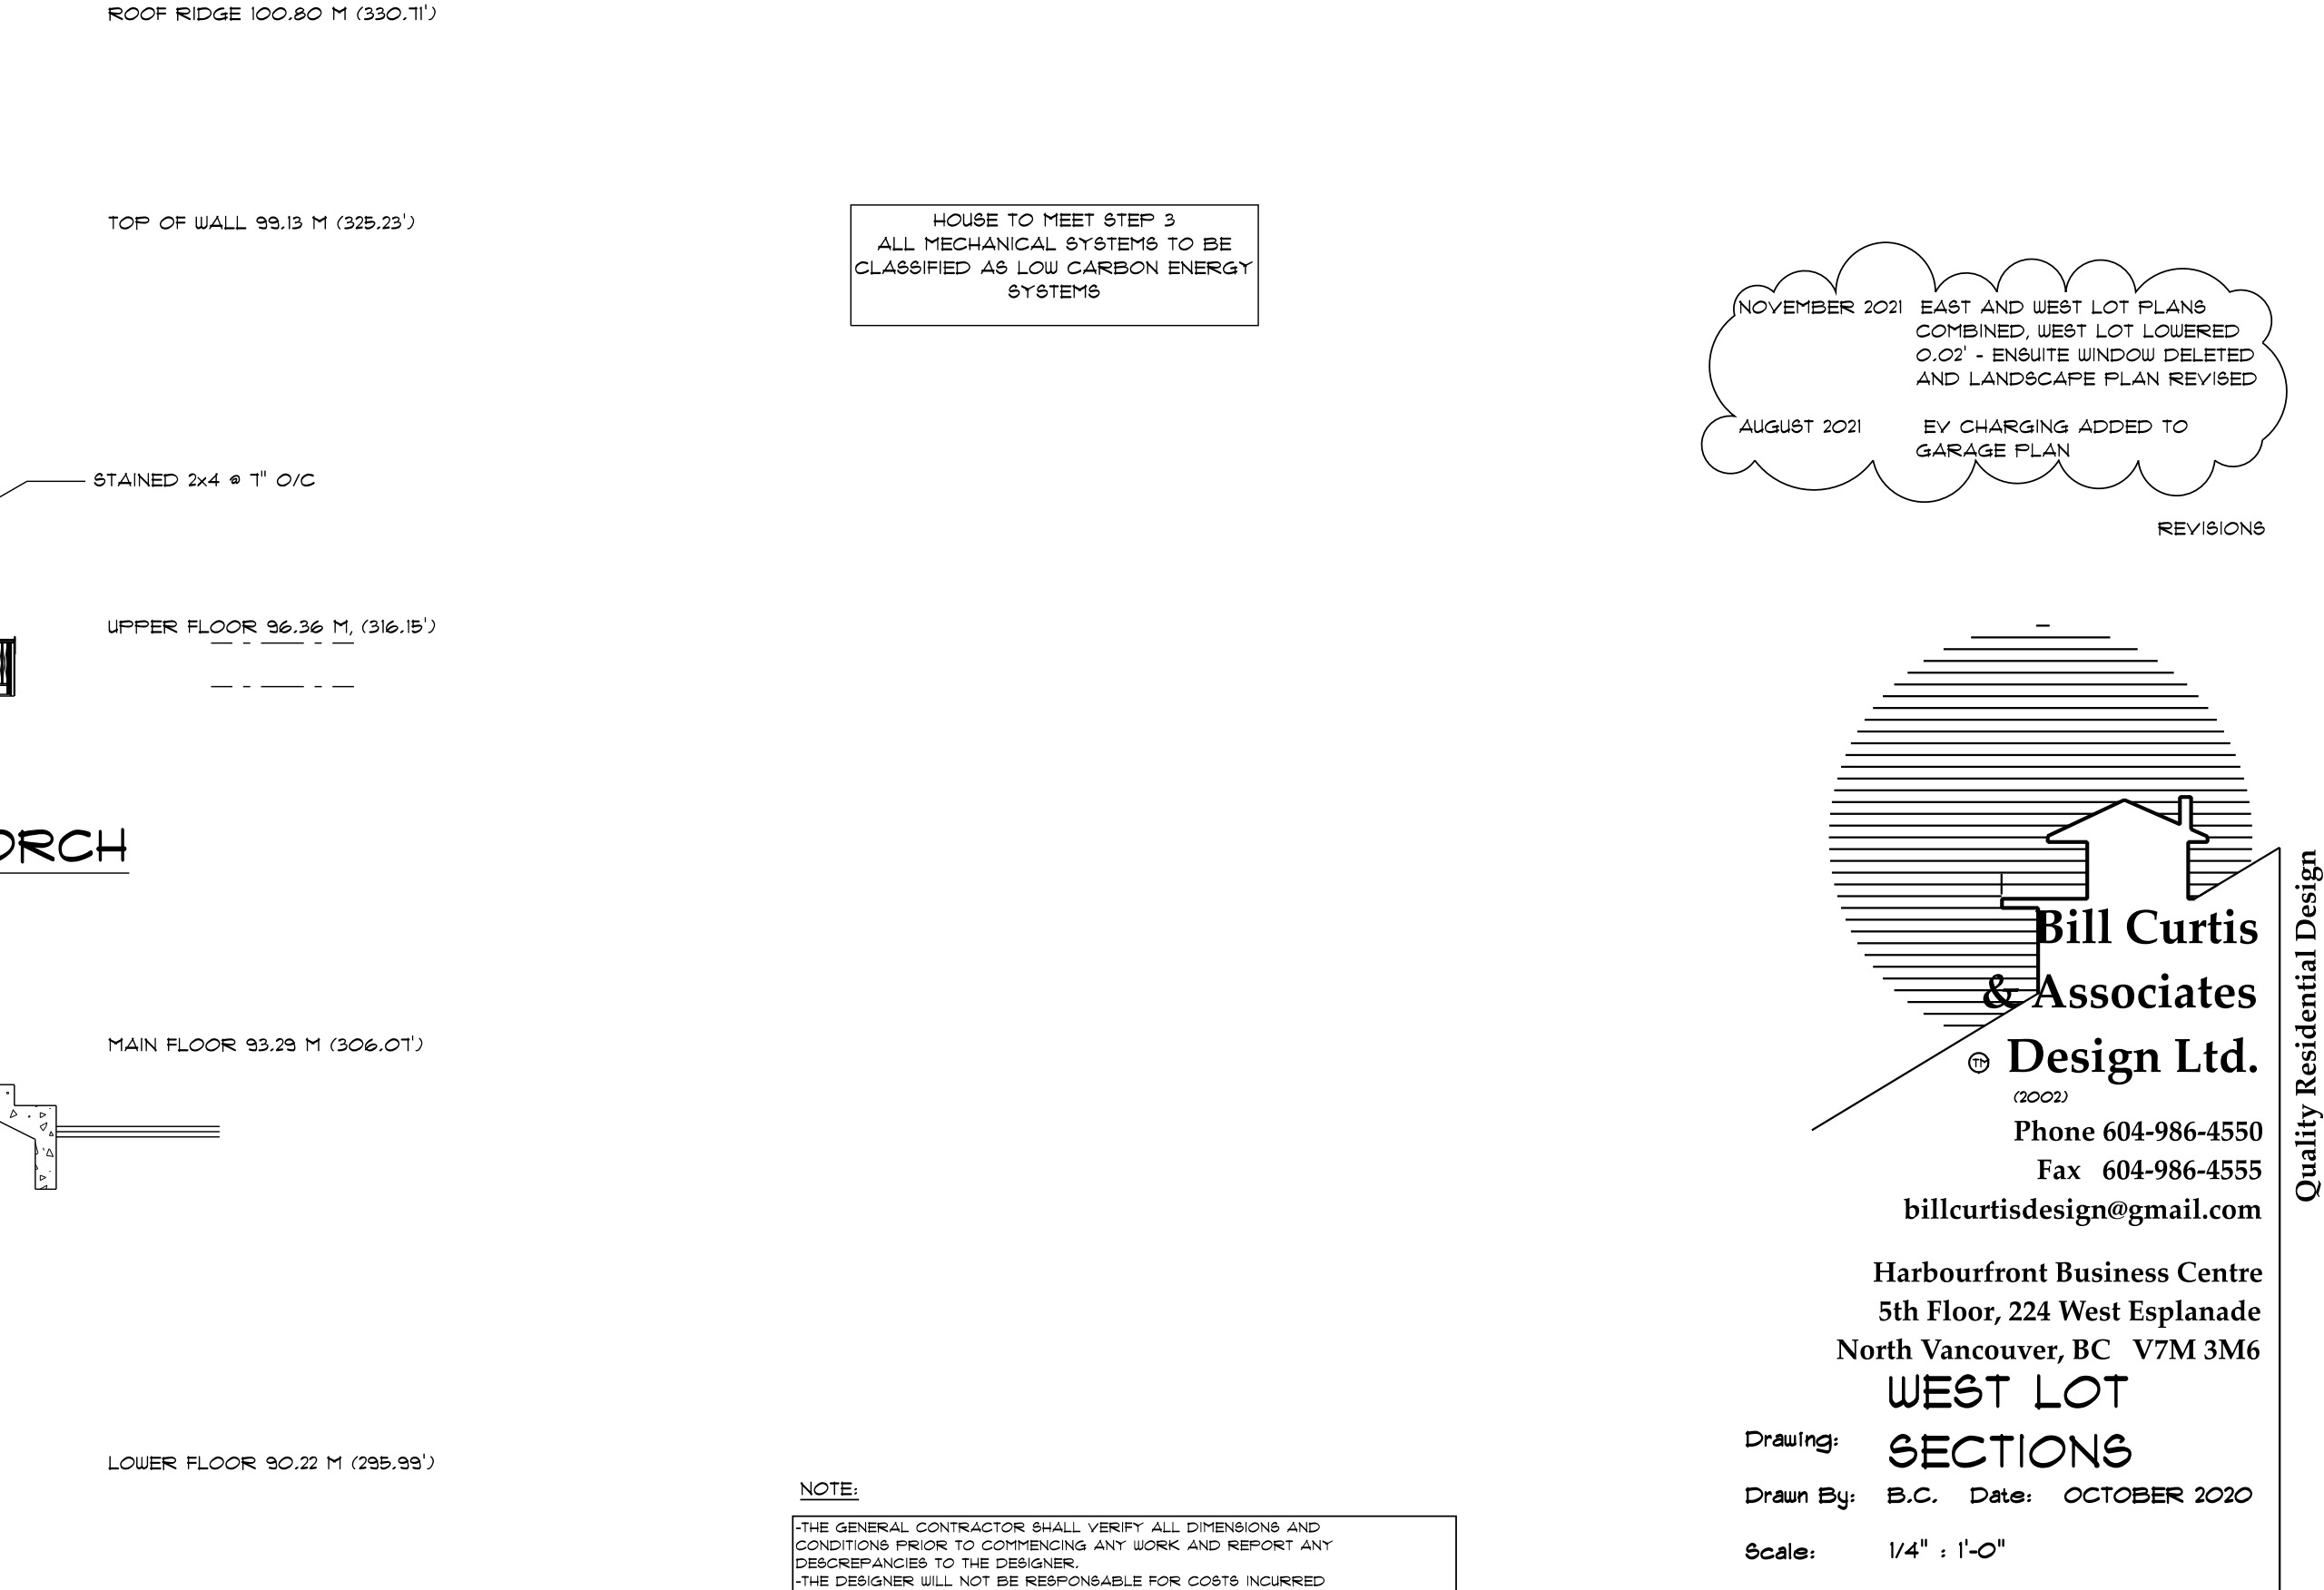 ROOF RIDGE 100.80 M (330.71')
TOP OF WALL 99.13 M (325.23')
STAINED 2x4 @ 7" O/C
UPPER FLOOR 96.36 M, (316.15')
ORCH
MAIN FLOOR 93.29 M (306.07')
LOWER FLOOR 90.22 M (295.99')
HOUSE TO MEET STEP 3
ALL MECHANICAL SYSTEMS TO BE
CLASSIFIED AS LOW CARBON ENERGY
SYSTEMS
NOTE:
-THE GENERAL CONTRACTOR SHALL VERIFY ALL DIMENSIONS AND
CONDITIONS PRIOR TO COMMENCING ANY WORK AND REPORT ANY
DESCREPANCIES TO THE DESIGNER.
-THE DESIGNER WILL NOT BE RESPONSABLE FOR COSTS INCURRED
NOVEMBER 2021 EAST AND WEST LOT PLANS
COMBINED, WEST LOT LOWERED
0.02' - ENSUITE WINDOW DELETED
AND LANDSCAPE PLAN REVISED
AUGUST 2021 EV CHARGING ADDED TO
GARAGE PLAN
REVISIONS
Bill Curtis
& Associates
TM Design Ltd.
(2002)
Phone 604-986-4550
Fax 604-986-4555
billcurtisdesign@gmail.com
Harbourfront Business Centre
5th Floor, 224 West Esplanade
North Vancouver, BC V7M 3M6
Quality Residential Design
WEST LOT
Drawing: SECTIONS
Drawn By: B.C. Date: OCTOBER 2020
Scale: 1/4" : 1'-0"